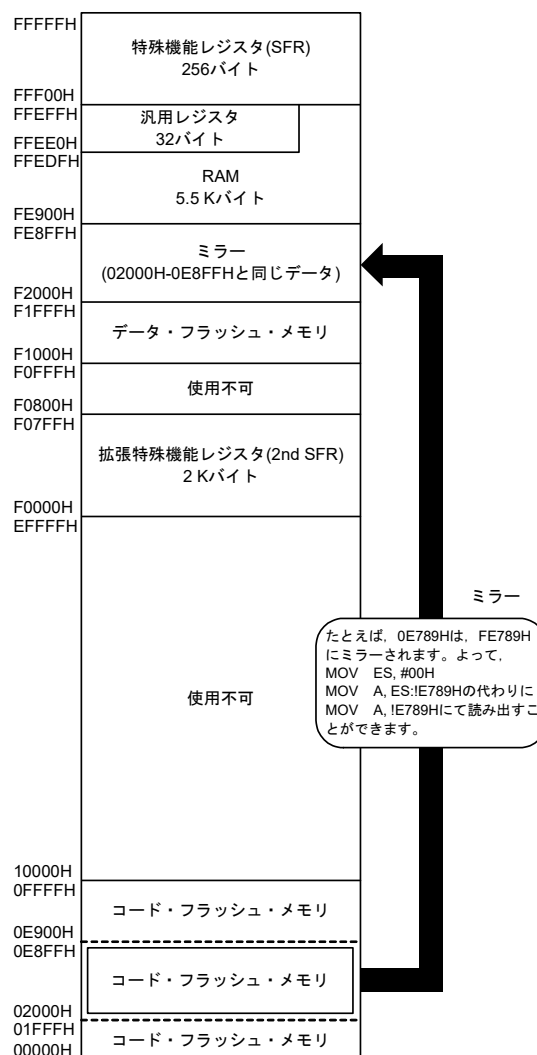 FFFFFH
特殊機能レジスタ(SFR)
256バイト
FFF00H
FFEFFH
汎用レジスタ
32バイト
FFEE0H
FFEDFH
RAM
5.5 Kバイト
FE900H
FE8FFH
ミラー
(02000H-0E8FFHと同じデータ)
F2000H
F1FFFH
データ・フラッシュ・メモリ
F1000H
F0FFFH
使用不可
F0800H
F07FFH
拡張特殊機能レジスタ(2nd SFR)
2 Kバイト
F0000H
EFFFFH
ミラー
たとえば, 0E789Hは, FE789H
にミラーされます。よって,
MOV ES, #00H
MOV A, ES:!E789Hの代わりに
MOV A, !E789Hにて読み出すこ
とができます。
使用不可
10000H
0FFFFH
コード・フラッシュ・メモリ
0E900H
0E8FFH
コード・フラッシュ・メモリ
02000H
01FFFH
コード・フラッシュ・メモリ
00000H